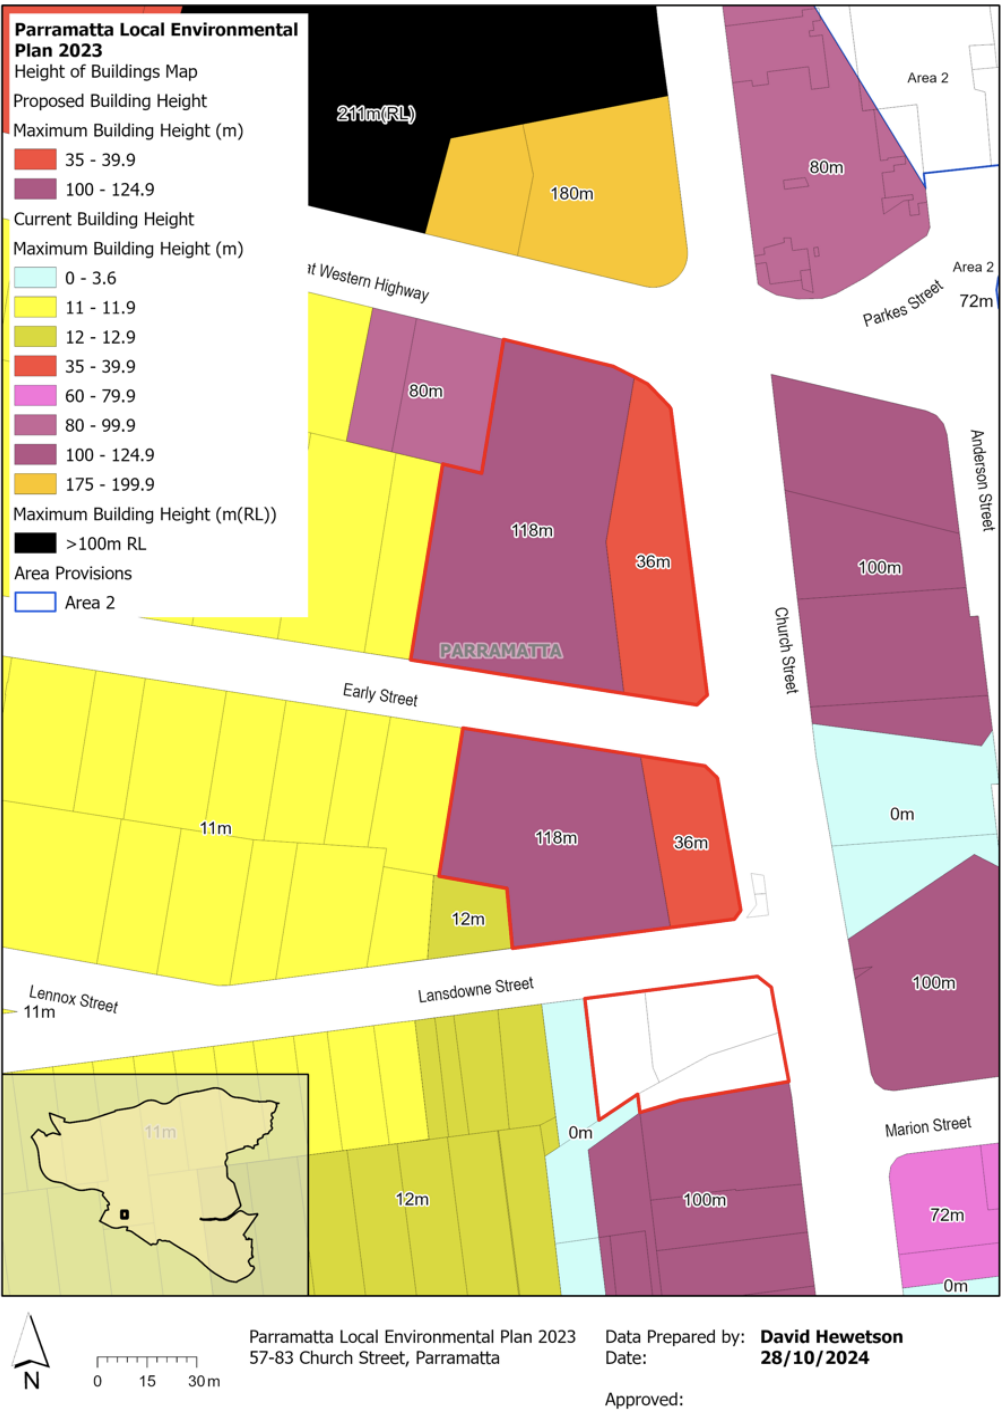 Parramatta Local Environmental
Plan 2023
Height of Buildings Map
Proposed Building Height
Maximum Building Height (m)
35 - 39.9
100 - 124.9
Current Building Height
Maximum Building Height (m)
0 - 3.6
11 - 11.9
12 - 12.9
35 - 39.9
60 - 79.9
80 - 99.9
100 - 124.9
175 - 199.9
Maximum Building Height (m(RL))
>100m RL
Area Provisions
Area 2
211m(RL)
180m
80m
Area 2
Area 2
72m
at Western Highway
Parkes Street
80m
118m
36m
100m
Anderson Street
Church Street
PARRAMATTA
Early Street
11m
118m
36m
0m
12m
100m
Lennox Street
11m
Lansdowne Street
0m
11m
12m
100m
Marion Street
72m
0m
N
0 15 30 m
Parramatta Local Environmental Plan 2023
57-83 Church Street, Parramatta
Data Prepared by: David Hewetson
Date: 28/10/2024
Approved: